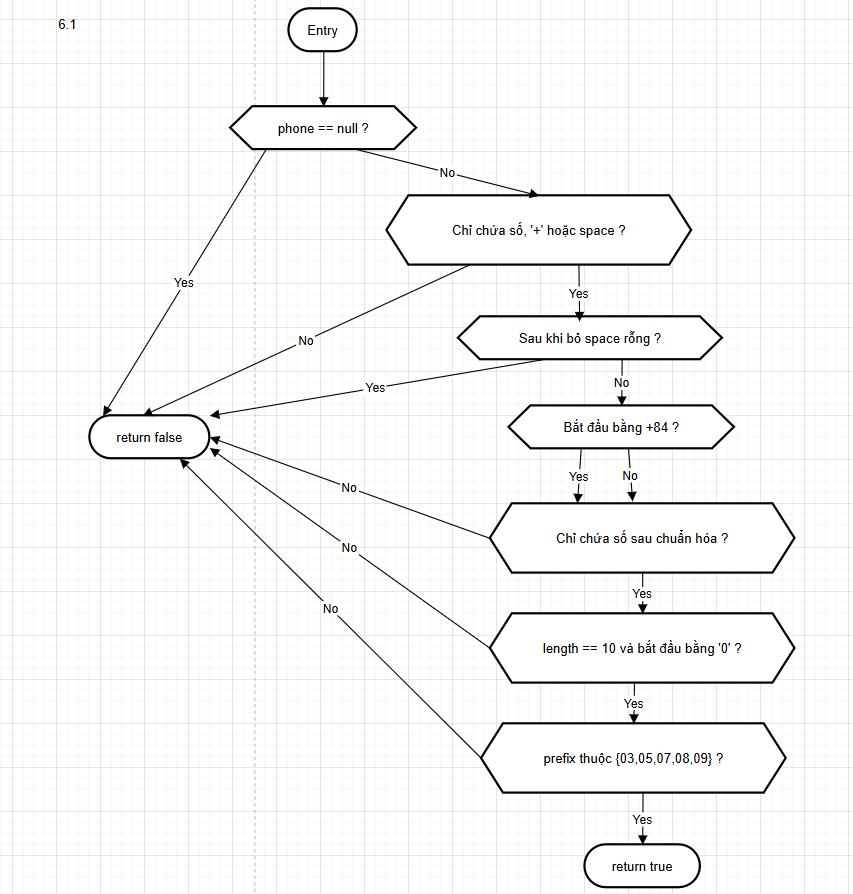 6.1
Entry
phone == null ?
No
Chỉ chứa số, '+' hoặc space ?
Yes
Yes
No
Sau khi bỏ space rỗng ?
Yes
No
return false
Bắt đầu bằng +84 ?
Yes
No
No
Chỉ chứa số sau chuẩn hóa ?
No
Yes
No
length == 10 và bắt đầu bằng '0' ?
Yes
prefix thuộc {03,05,07,08,09} ?
Yes
return true